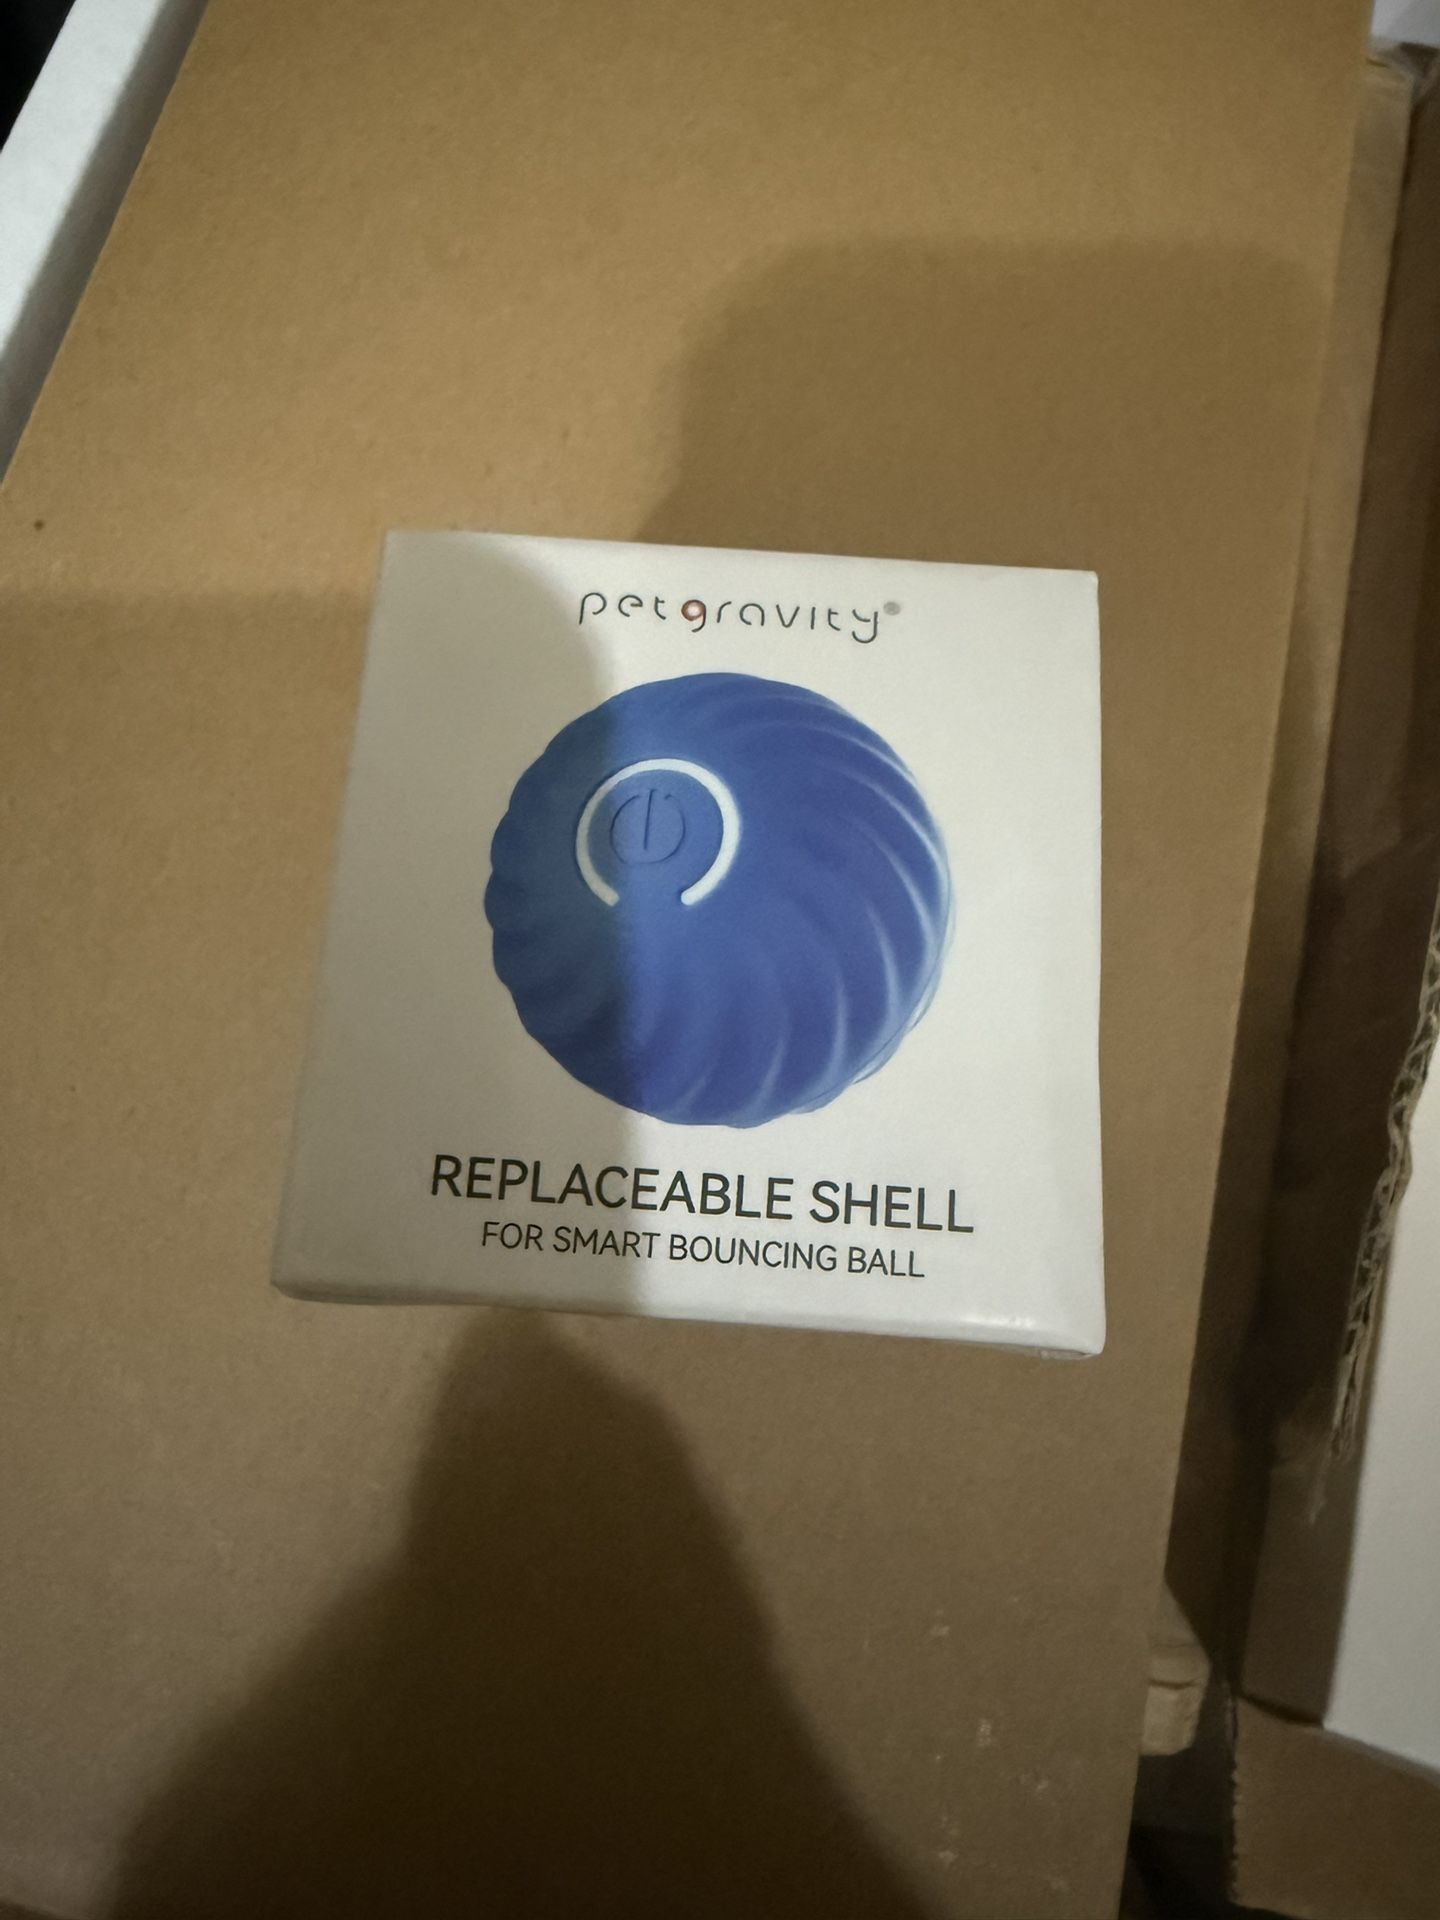 petgravity
REPLACEABLE SHELL
FOR SMART BOUNCING BALL